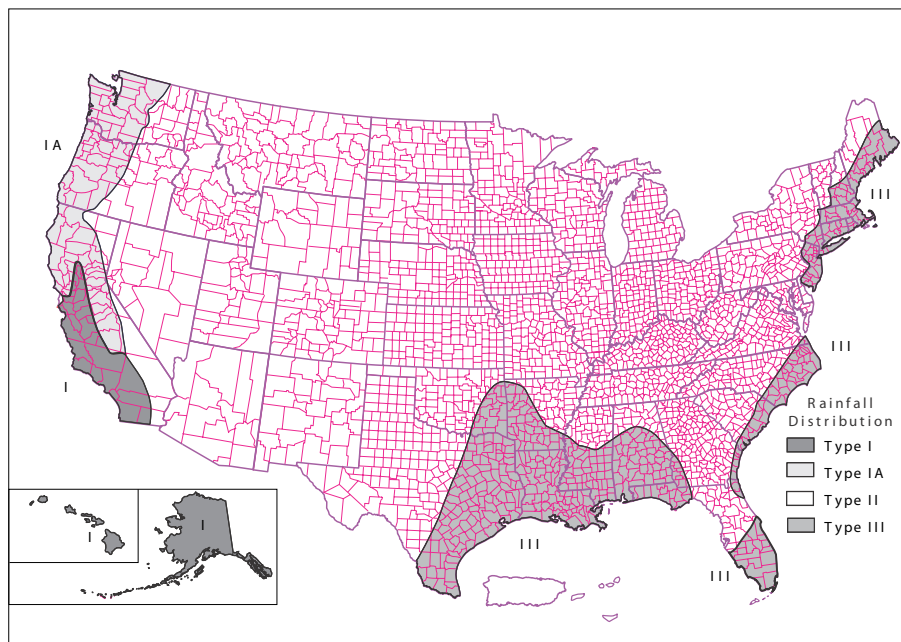 I A
III
III
I
Rainfall
Distribution
Type I
Type IA
Type II
Type III
I
I
III
III